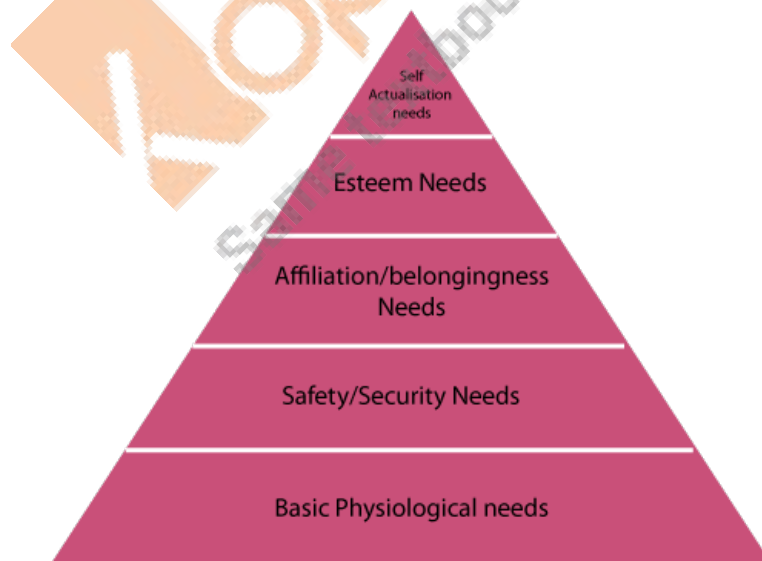 Self
Actualisation
needs
Esteem Needs
Affiliation/belongingness
Needs
Safety/Security Needs
Basic Physiological needs